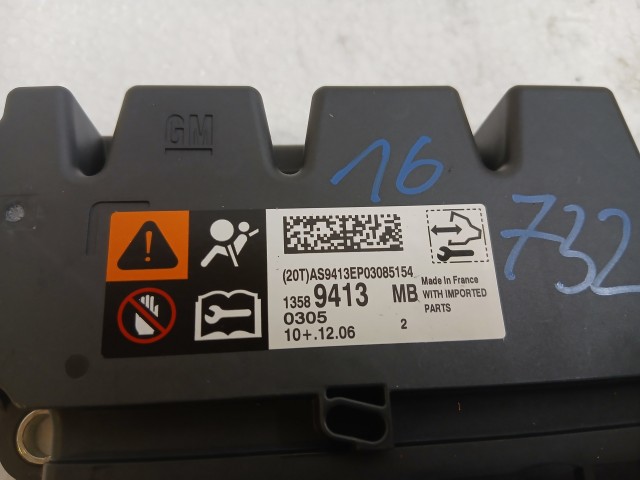 GM
16
732
(20T)AS9413EP03085154
1358 9413 MB
0305
10+.12.06 2
Made In France
WITH IMPORTED
PARTS